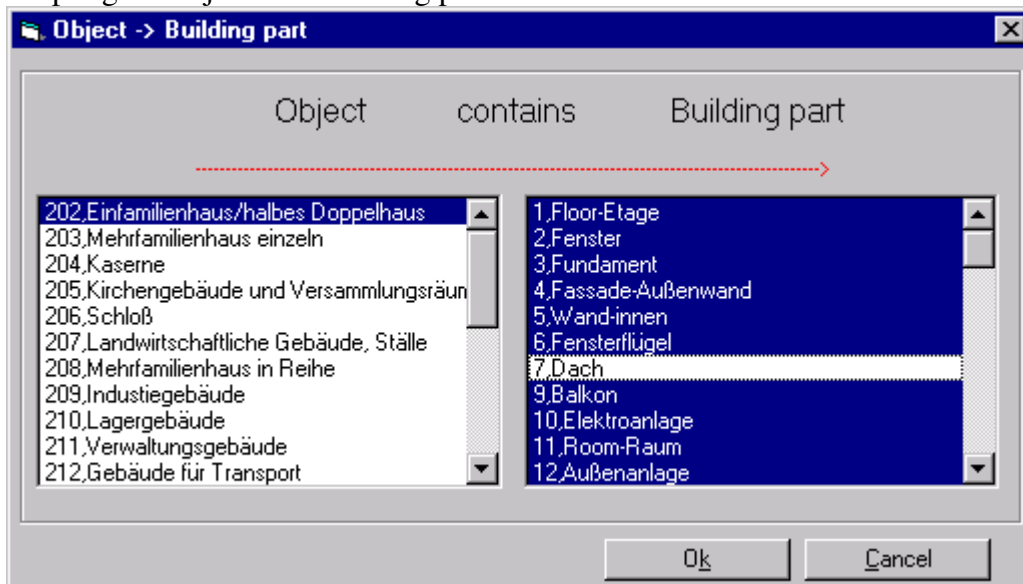 Object -> Building part
Object contains Building part
202,Einfamilienhaus/halbes Doppelhaus
203,Mehrfamilienhaus einzeln
204,Kaserne
205,Kirchengebäude und Versammlungsräun
206,Schloß
207,Landwirtschaftliche Gebäude, Ställe
208,Mehrfamilienhaus in Reihe
209,Industiegebäude
210,Lagergebäude
211,Verwaltungsgebäude
212,Gebäude für Transport
1,Floor-Etage
2,Fenster
3,Fundament
4,Fassade-Außenwand
5,Wand-innen
6,Fensterflügel
7,Dach
9,Balkon
10,Elektroanlage
11,Room-Raum
12,Außenanlage
Ok
Cancel